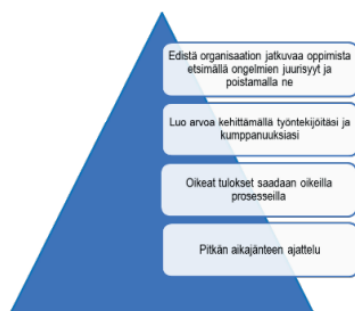 Edistä organisaation jatkuvaa oppimista
etsimällä ongelmien juurisyyt ja
poistamalla ne
Luo arvoa kehittämällä työntekijöitäsi ja
kumppanuuksiasi
Oikeat tulokset saadaan oikeilla
prosesseilla
Pitkän aikajänteen ajattelu